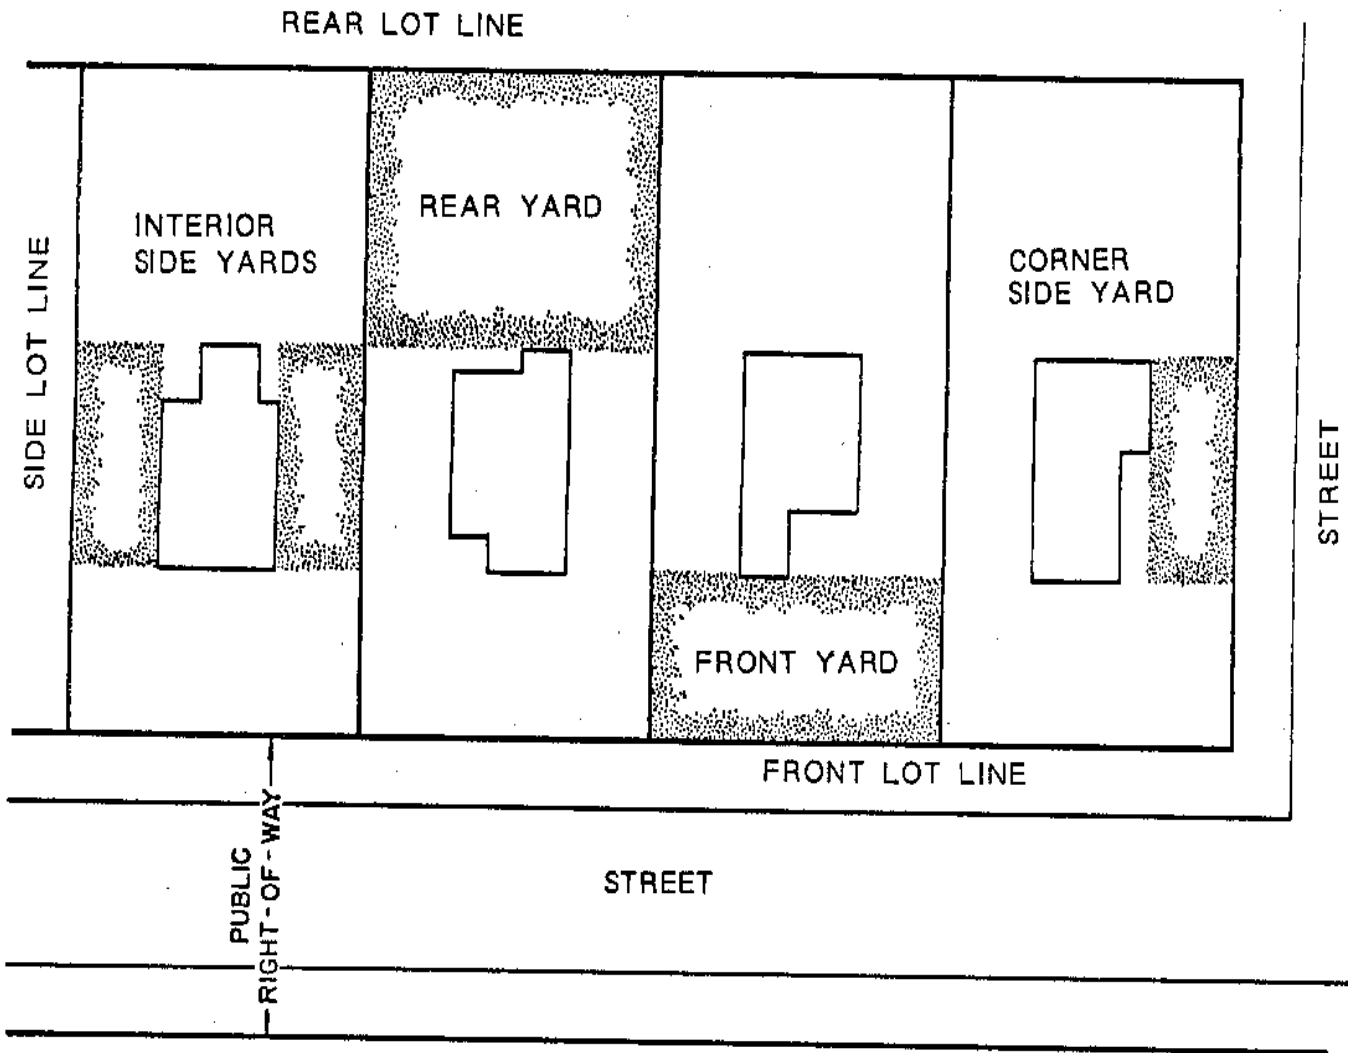 REAR LOT LINE
SIDE LOT LINE
INTERIOR
SIDE YARDS
REAR YARD
CORNER
SIDE YARD
STREET
FRONT YARD
FRONT LOT LINE
PUBLIC
RIGHT-OF-WAY
STREET